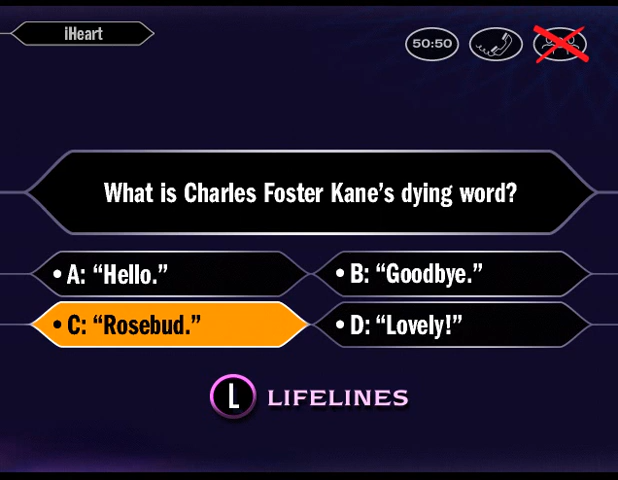 iHeart
50:50
What is Charles Foster Kane’s dying word?
• A: “Hello.”
• B: “Goodbye.”
• C: “Rosebud.”
• D: “Lovely!”
L LIFELINES